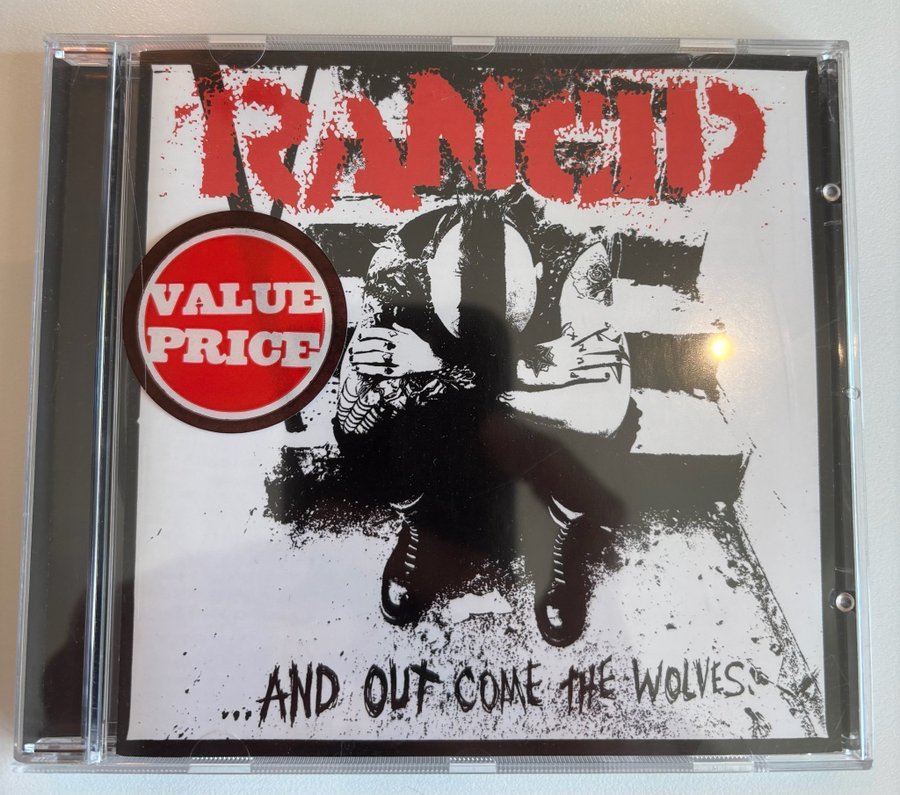 RANCID
VALUE
PRICE
...AND OUT COME THE WOLVES